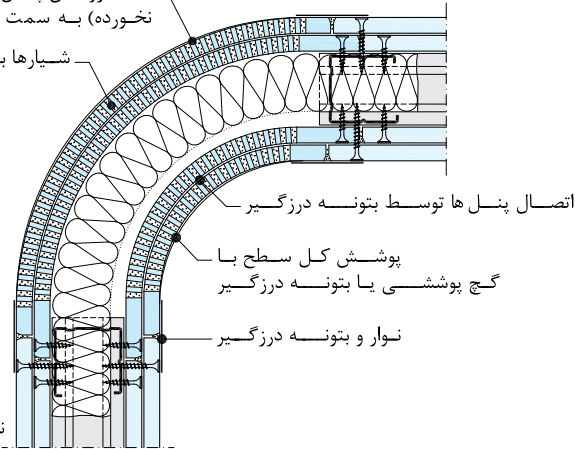 نخورده) به سمت
شیارها
اتصال پنل ها توسط بتونه درزگیر
پوشش کل سطح با
گچ پوششی یا بتونه درزگیر
نوار و بتونه درزگیر